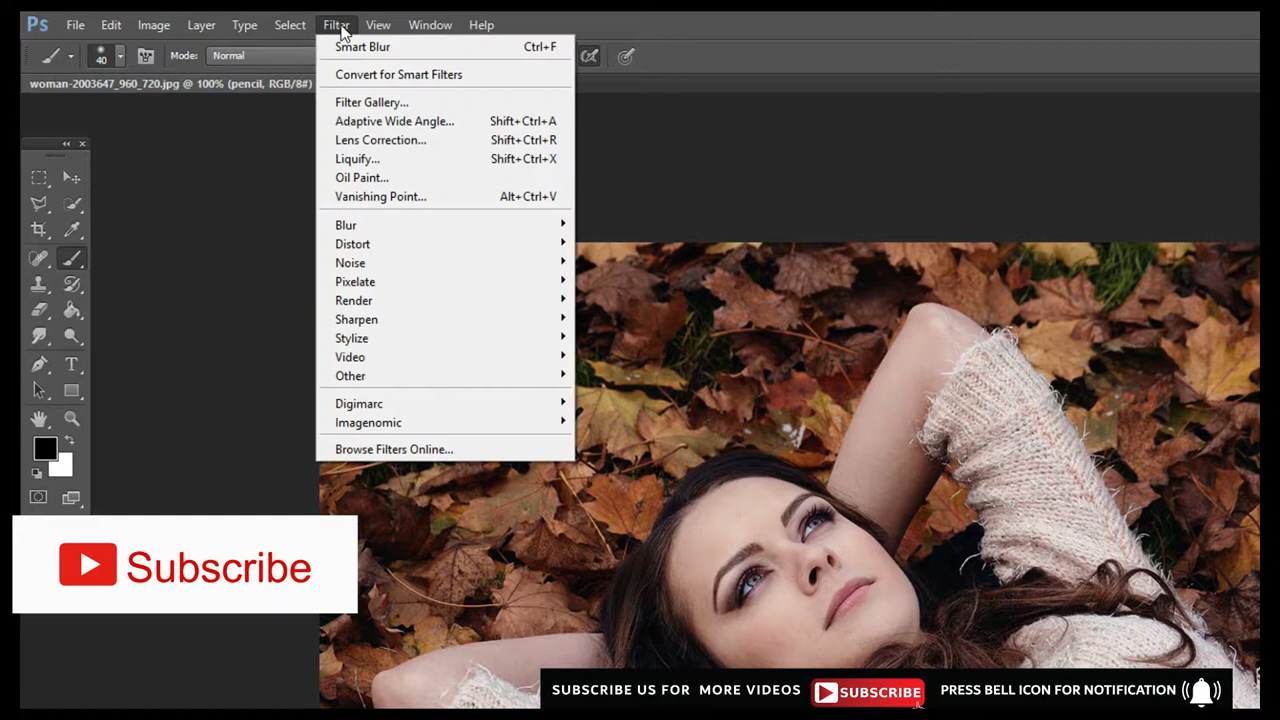 Ps File Edit Image Layer Type Select Filter View Window Help
40 Mode: Normal
woman-2003647_960_720.jpg @ 100% (pencil, RGB/8#)
Smart Blur Ctrl+F
Convert for Smart Filters
Filter Gallery...
Adaptive Wide Angle... Shift+Ctrl+A
Lens Correction... Shift+Ctrl+R
Liquify... Shift+Ctrl+X
Oil Paint...
Vanishing Point... Alt+Ctrl+V
Blur
Distort
Noise
Pixelate
Render
Sharpen
Stylize
Video
Other
Digimarc
Imagenomic
Browse Filters Online...
Subscribe
SUBSCRIBE US FOR MORE VIDEOS SUBSCRIBE PRESS BELL ICON FOR NOTIFICATION